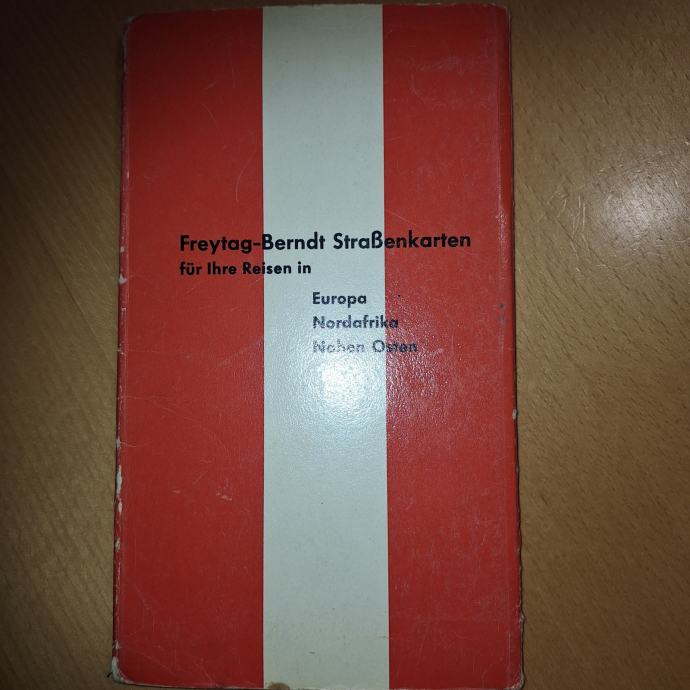 Freytag-Berndt Straßenkarten
für Ihre Reisen in
Europa
Nordafrika
Nahen Osten